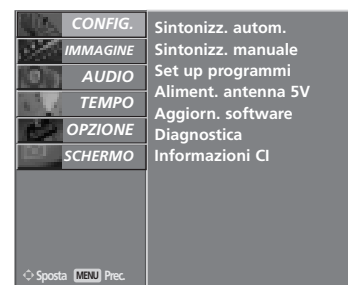 CONFIG.
IMMAGINE
AUDIO
TEMPO
OPZIONE
SCHERMO
Sintonizz. autom.
Sintonizz. manuale
Set up programmi
Aliment. antenna 5V
Aggiorn. software
Diagnostica
Informazioni CI
Sposta MENU Prec.